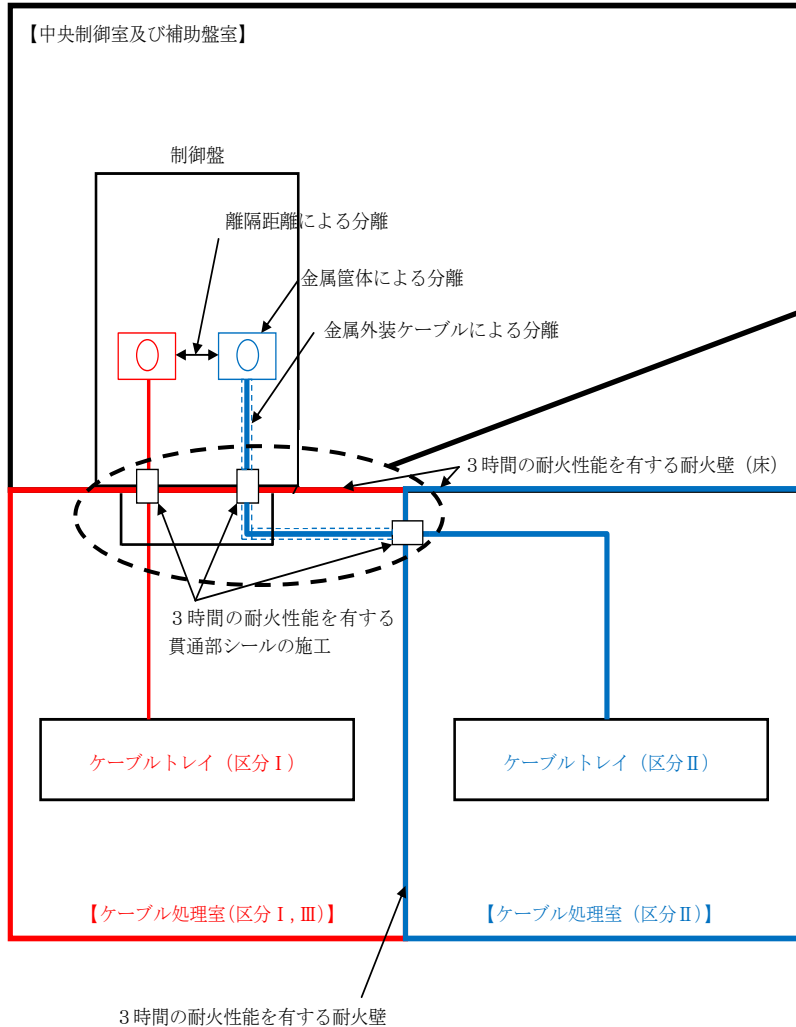 【中央制御室及び補助盤室】
制御盤
離隔距離による分離
金属筐体による分離
金属外装ケーブルによる分離
３時間の耐火性能を有する耐火壁（床）
３時間の耐火性能を有する
貫通部シールの施工
ケーブルトレイ（区分Ⅰ）
ケーブルトレイ（区分Ⅱ）
【ケーブル処理室(区分Ⅰ,Ⅲ)】
【ケーブル処理室（区分Ⅱ)】
３時間の耐火性能を有する耐火壁